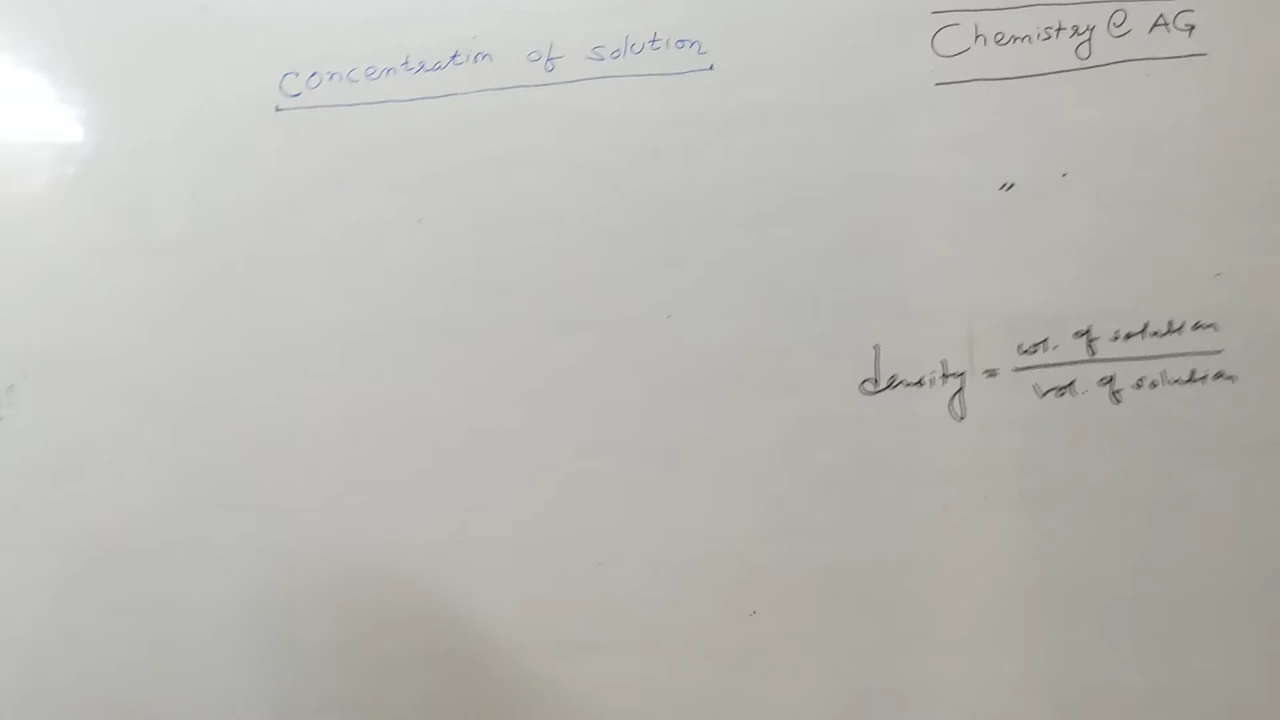 Concentration of solution
Chemistry @ AG
"
density = wt. of solution
vol. of solution